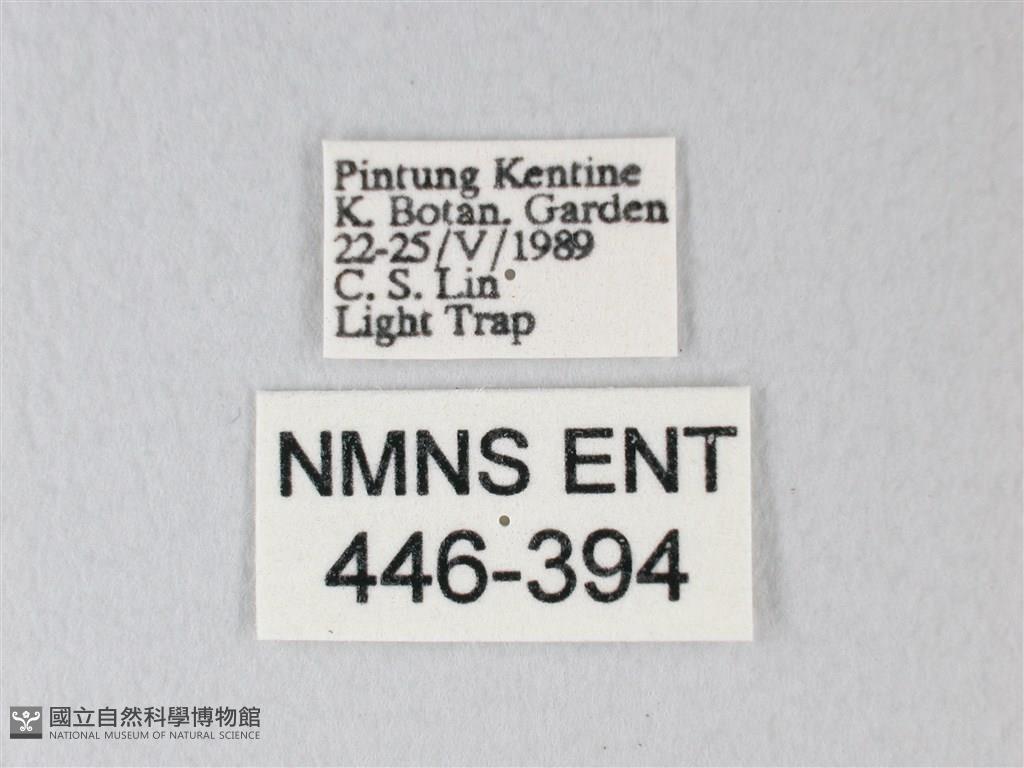 Pintung Kentine
K. Botan. Garden
22-25/V/1989
C. S. Lin
Light Trap
NMNS ENT
446-394
國立自然科學博物館
NATIONAL MUSEUM OF NATURAL SCIENCE